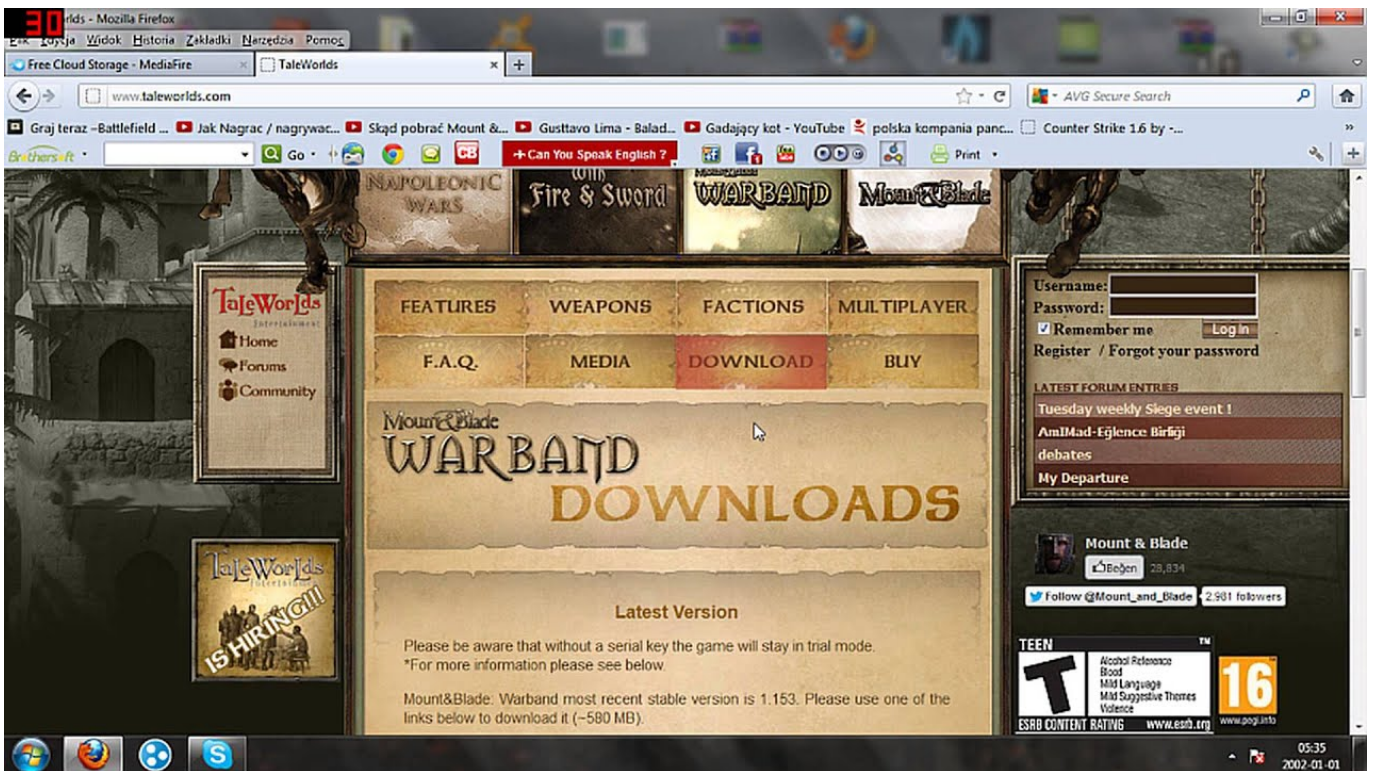 30
rlds - Mozilla Firefox
Edycja Widok Historia Zakładki Narzędzia Pomoc
Free Cloud Storage - MediaFire × TaleWorlds × +
www.taleworlds.com
AVG Secure Search
Graj teraz –Battlefield ... Jak Nagrac / nagrywac... Skąd pobrać Mount &... Gusttavo Lima - Balad... Gadający kot - YouTube polska kompania panc... Counter Strike 1.6 by -... »
Brothersoft Go CB +Can You Speak English ? Print
NAPOLEONIC WARS
With Fire & Sword
WARBAND
Mount&Blade
TaleWorlds
Entertainment
Home
Forums
Community
FEATURES WEAPONS FACTIONS MULTIPLAYER
F.A.Q. MEDIA DOWNLOAD BUY
Mount&Blade
WARBAND
DOWNLOADS
Latest Version
Please be aware that without a serial key the game will stay in trial mode.
*For more information please see below.
Mount&Blade: Warband most recent stable version is 1.153. Please use one of the
links below to download it (~580 MB).
TaleWorlds
Entertainment
IS HIRING!!!
Username:
Password:
Remember me Log In
Register / Forgot your password
LATEST FORUM ENTRIES
Tuesday weekly Siege event !
AmIMad-Eğlence Birliği
debates
My Departure
Mount & Blade
Beğen 28,834
Follow @Mount_and_Blade 2,981 followers
TEEN TM
T
Alcohol Reference
Blood
Mild Language
Mild Suggestive Themes
Violence
ESRB CONTENT RATING www.esrb.org
16
www.pegi.info
05:35
2002-01-01